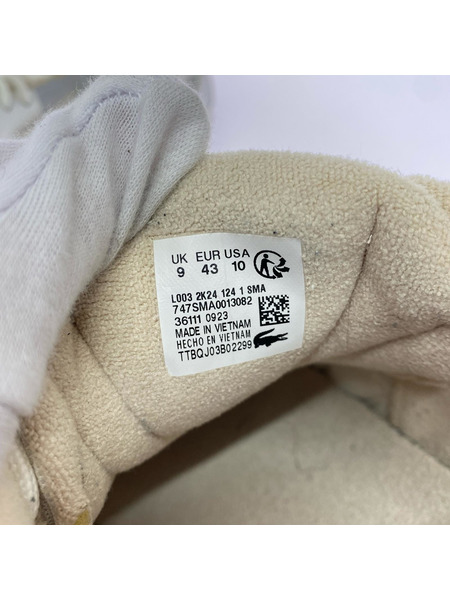 UK EUR USA
9 43 10
L003 2K24 124 1 SMA
747SMA0013082
36111 0923
MADE IN VIETNAM
HECHO EN VIETNAM
TTBQJ03B02299